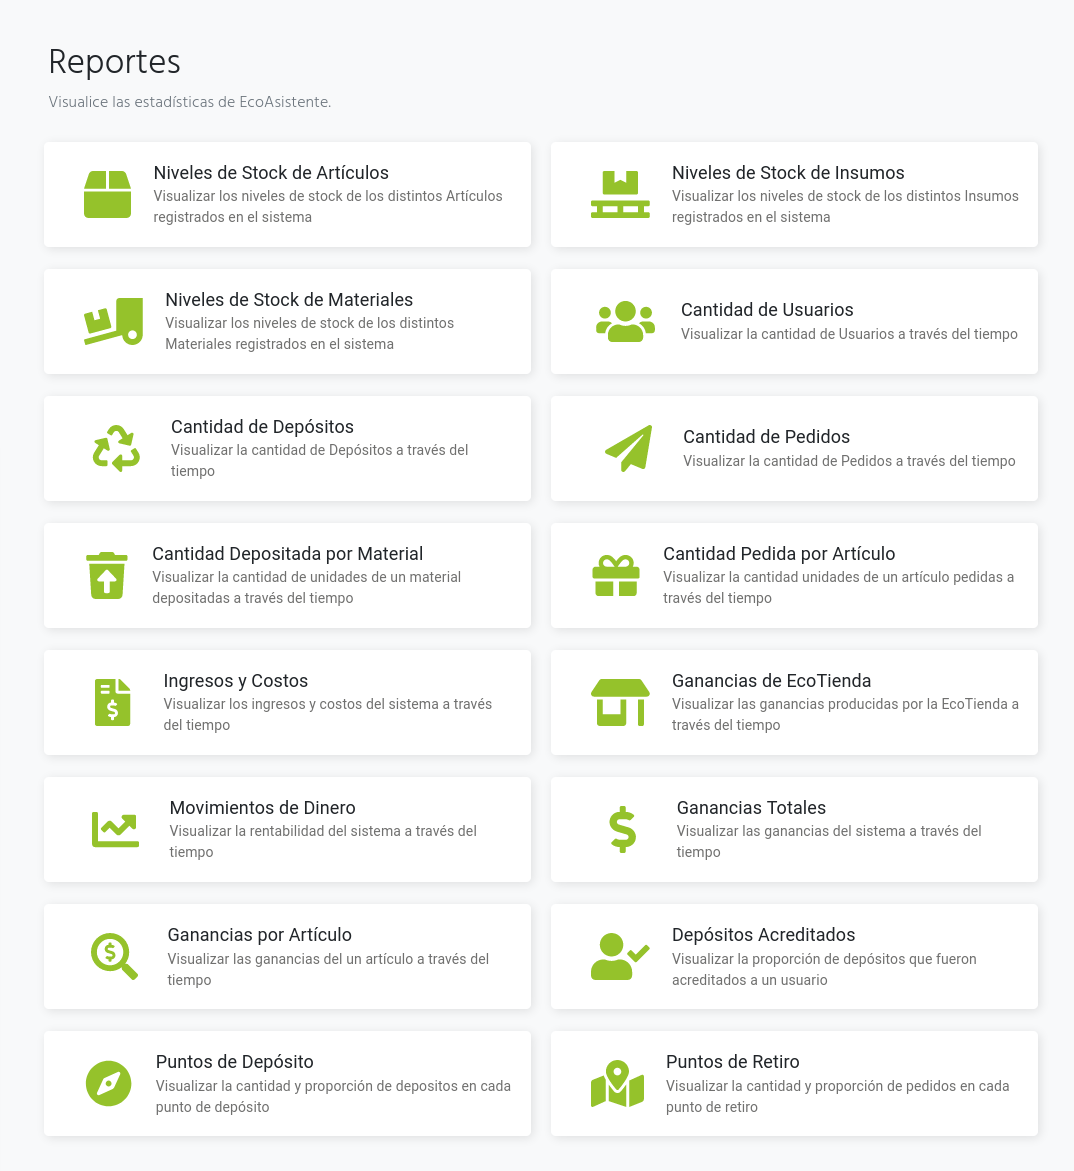 Reportes
Visualice las estadísticas de EcoAsistente.
Niveles de Stock de Artículos
Visualizar los niveles de stock de los distintos Artículos
registrados en el sistema
Niveles de Stock de Insumos
Visualizar los niveles de stock de los distintos Insumos
registrados en el sistema
Niveles de Stock de Materiales
Visualizar los niveles de stock de los distintos
Materiales registrados en el sistema
Cantidad de Usuarios
Visualizar la cantidad de Usuarios a través del tiempo
Cantidad de Depósitos
Visualizar la cantidad de Depósitos a través del
tiempo
Cantidad de Pedidos
Visualizar la cantidad de Pedidos a través del tiempo
Cantidad Depositada por Material
Visualizar la cantidad de unidades de un material
depositadas a través del tiempo
Cantidad Pedida por Artículo
Visualizar la cantidad unidades de un artículo pedidas a
través del tiempo
Ingresos y Costos
Visualizar los ingresos y costos del sistema a través
del tiempo
Ganancias de EcoTienda
Visualizar las ganancias producidas por la EcoTienda a
través del tiempo
Movimientos de Dinero
Visualizar la rentabilidad del sistema a través del
tiempo
Ganancias Totales
Visualizar las ganancias del sistema a través del
tiempo
Ganancias por Artículo
Visualizar las ganancias del un artículo a través del
tiempo
Depósitos Acreditados
Visualizar la proporción de depósitos que fueron
acreditados a un usuario
Puntos de Depósito
Visualizar la cantidad y proporción de depositos en cada
punto de depósito
Puntos de Retiro
Visualizar la cantidad y proporción de pedidos en cada
punto de retiro